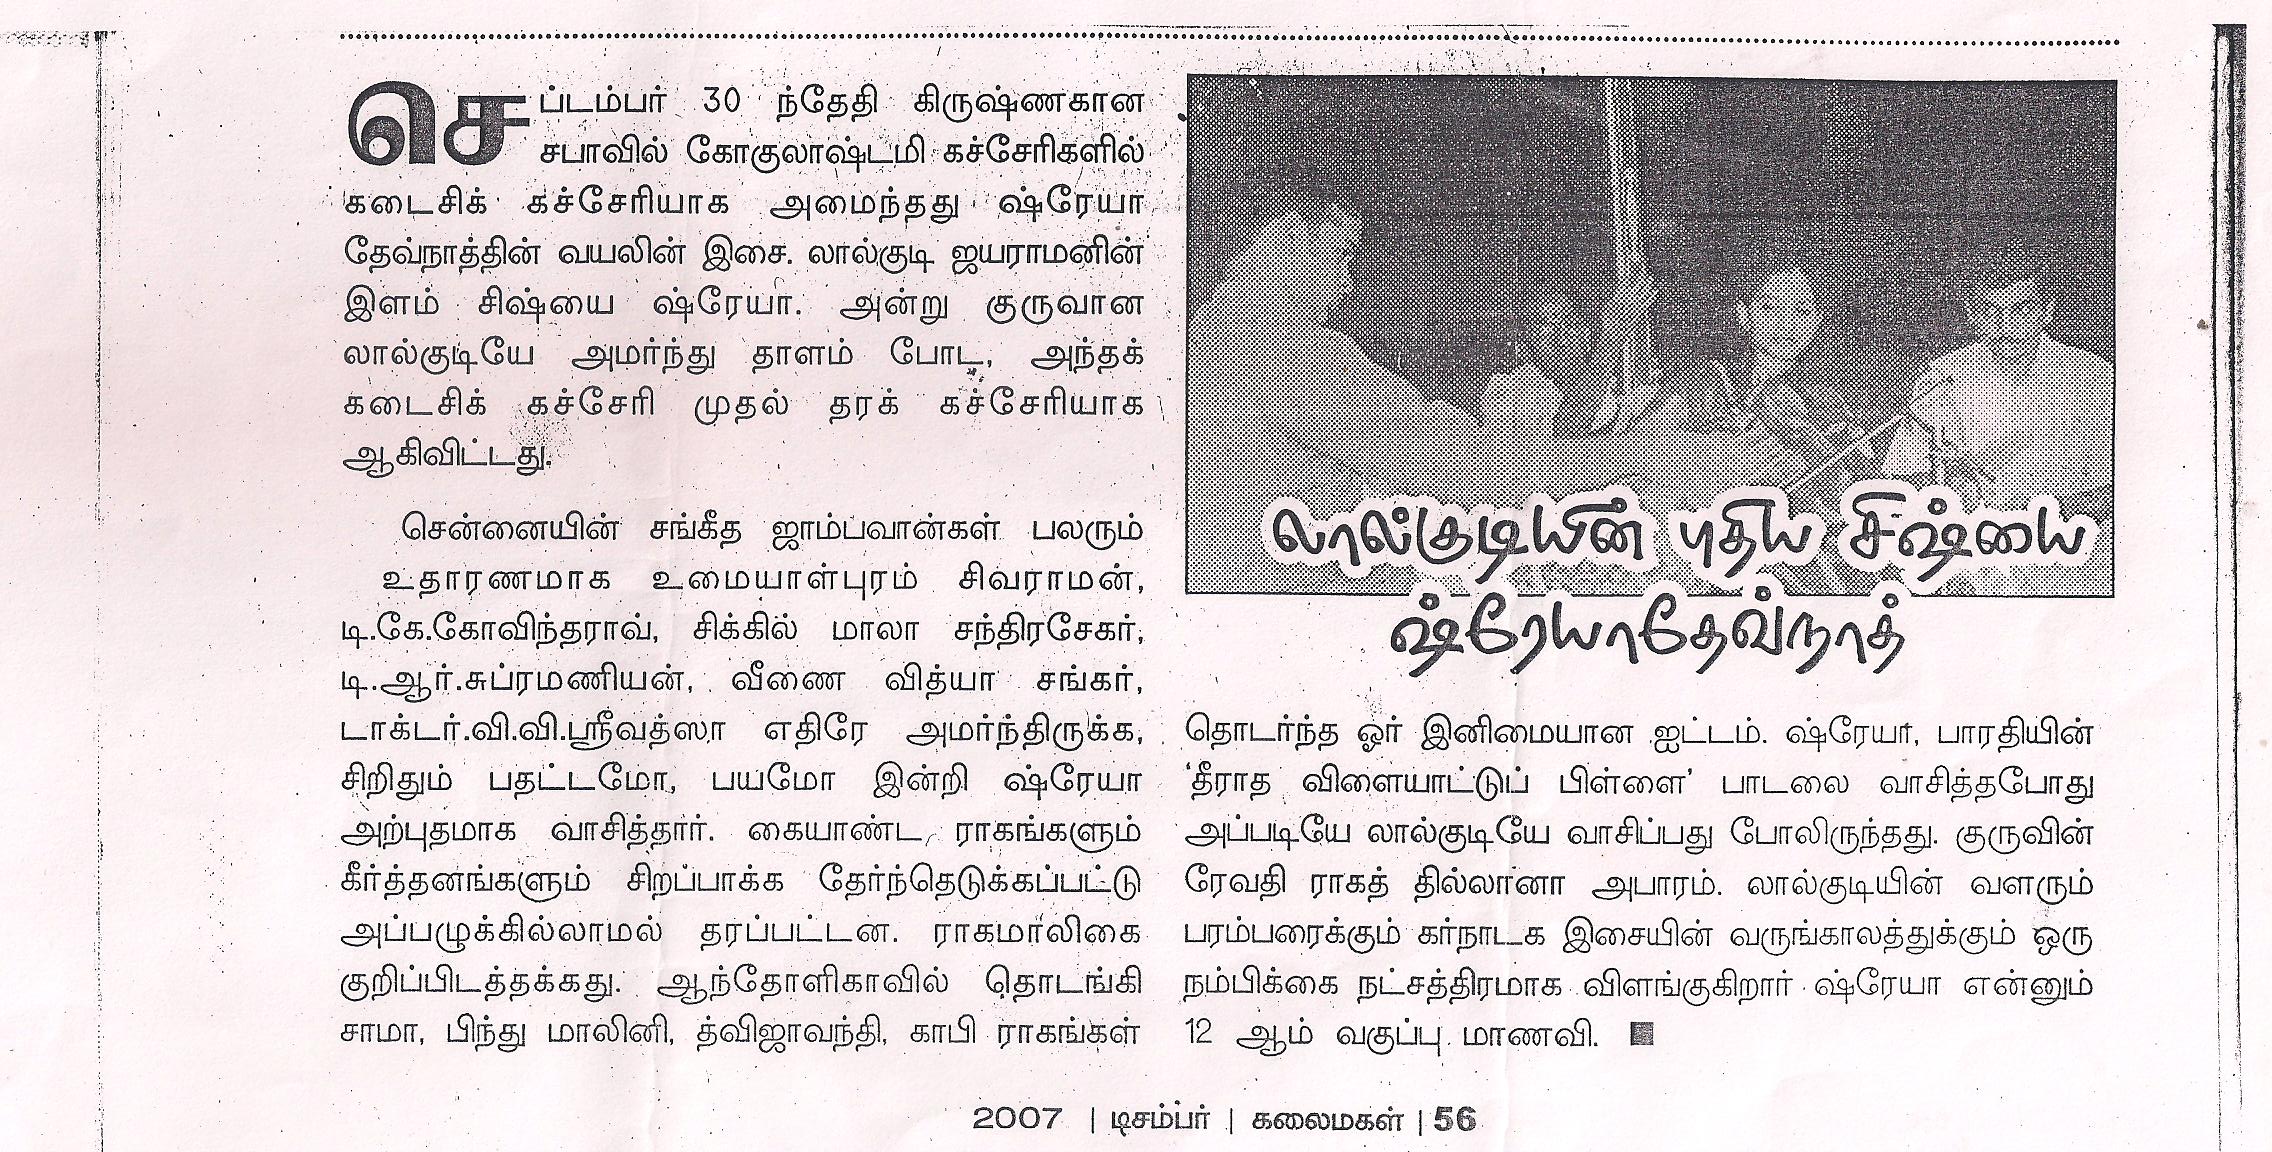 செப்டம்பர் 30 ந்தேதி கிருஷ்ணகான
சபாவில் கோகுலாஷ்டமி கச்சேரிகளில்
கடைசிக் கச்சேரியாக அமைந்தது ஷ்ரேயா
தேவ்நாத்தின் வயலின் இசை. லால்குடி ஜயராமனின்
இளம் சிஷ்யை ஷ்ரேயா. அன்று குருவான
லால்குடியே அமர்ந்து தாளம் போட, அந்தக்
கடைசிக் கச்சேரி முதல் தரக் கச்சேரியாக
ஆகிவிட்டது.
சென்னையின் சங்கீத ஜாம்பவான்கள் பலரும்
உதாரணமாக உமையாள்புரம் சிவராமன்,
டி.கே.கோவிந்தராவ், சிக்கில் மாலா சந்திரசேகர்,
டி.ஆர்.சுப்ரமணியன், வீணை வித்யா சங்கர்,
டாக்டர்.வி.வி.ஸ்ரீவத்ஸா எதிரே அமர்ந்திருக்க,
சிறிதும் பதட்டமோ, பயமோ இன்றி ஷ்ரேயா
அற்புதமாக வாசித்தார். கையாண்ட ராகங்களும்
கீர்த்தனங்களும் சிறப்பாக்க தேர்ந்தெடுக்கப்பட்டு
அப்பழுக்கில்லாமல் தரப்பட்டன. ராகமாலிகை
குறிப்பிடத்தக்கது. ஆந்தோளிகாவில் தொடங்கி
சாமா, பிந்து மாலினி, த்விஜாவந்தி, காபி ராகங்கள்
லால்குடியின் புதிய சிஷ்யை
ஷ்ரேயாதேவ்நாத்
தொடர்ந்த ஓர் இனிமையான ஐட்டம். ஷ்ரேயா, பாரதியின்
‘தீராத விளையாட்டுப் பிள்ளை’ பாடலை வாசித்தபோது
அப்படியே லால்குடியே வாசிப்பது போலிருந்தது. குருவின்
ரேவதி ராகத் தில்லானா அபாரம். லால்குடியின் வளரும்
பரம்பரைக்கும் கர்நாடக இசையின் வருங்காலத்துக்கும் ஒரு
நம்பிக்கை நட்சத்திரமாக விளங்குகிறார் ஷ்ரேயா என்னும்
12 ஆம் வகுப்பு மாணவி.
2007 | டிசம்பர் | கலைமகள் | 56